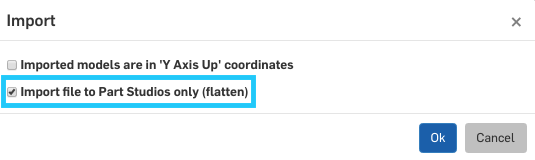 Import
×
Imported models are in 'Y Axis Up' coordinates
Import file to Part Studios only (flatten)
Ok Cancel